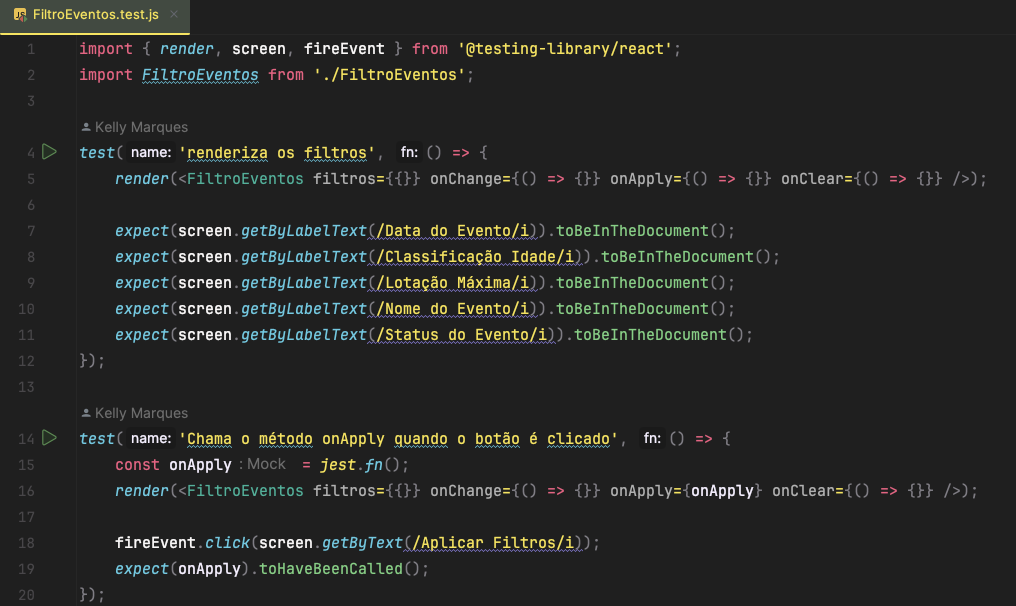 FiltroEventos.test.js ×
1 import { render, screen, fireEvent } from '@testing-library/react';
2 import FiltroEventos from './FiltroEventos';
3
Kelly Marques
4 test( name: 'renderiza os filtros', fn: () => {
5 render(<FiltroEventos filtros={{}} onChange={() => {}} onApply={() => {}} onClear={() => {}} />);
6
7 expect(screen.getByLabelText(/Data do Evento/i)).toBeInTheDocument();
8 expect(screen.getByLabelText(/Classificação Idade/i)).toBeInTheDocument();
9 expect(screen.getByLabelText(/Lotação Máxima/i)).toBeInTheDocument();
10 expect(screen.getByLabelText(/Nome do Evento/i)).toBeInTheDocument();
11 expect(screen.getByLabelText(/Status do Evento/i)).toBeInTheDocument();
12 });
13
Kelly Marques
14 test( name: 'Chama o método onApply quando o botão é clicado', fn: () => {
15 const onApply : Mock = jest.fn();
16 render(<FiltroEventos filtros={{}} onChange={() => {}} onApply={onApply} onClear={() => {}} />);
17
18 fireEvent.click(screen.getByText(/Aplicar Filtros/i));
19 expect(onApply).toHaveBeenCalled();
20 });